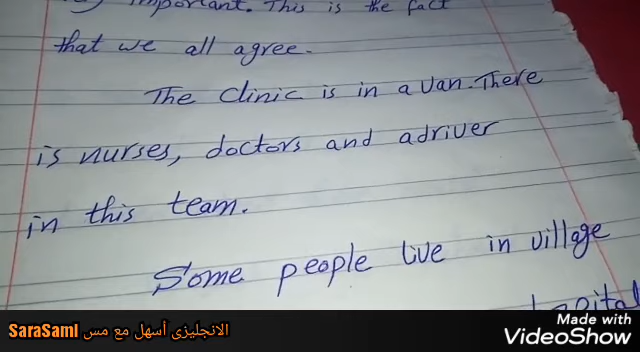 important. This is the fact
that we all agree.
The Clinic is in a van. There
is nurses, doctors and adriver
in this team.
Some people live in village
الانجليزى أسهل مع مس SaraSamI
Made with
VideoShow